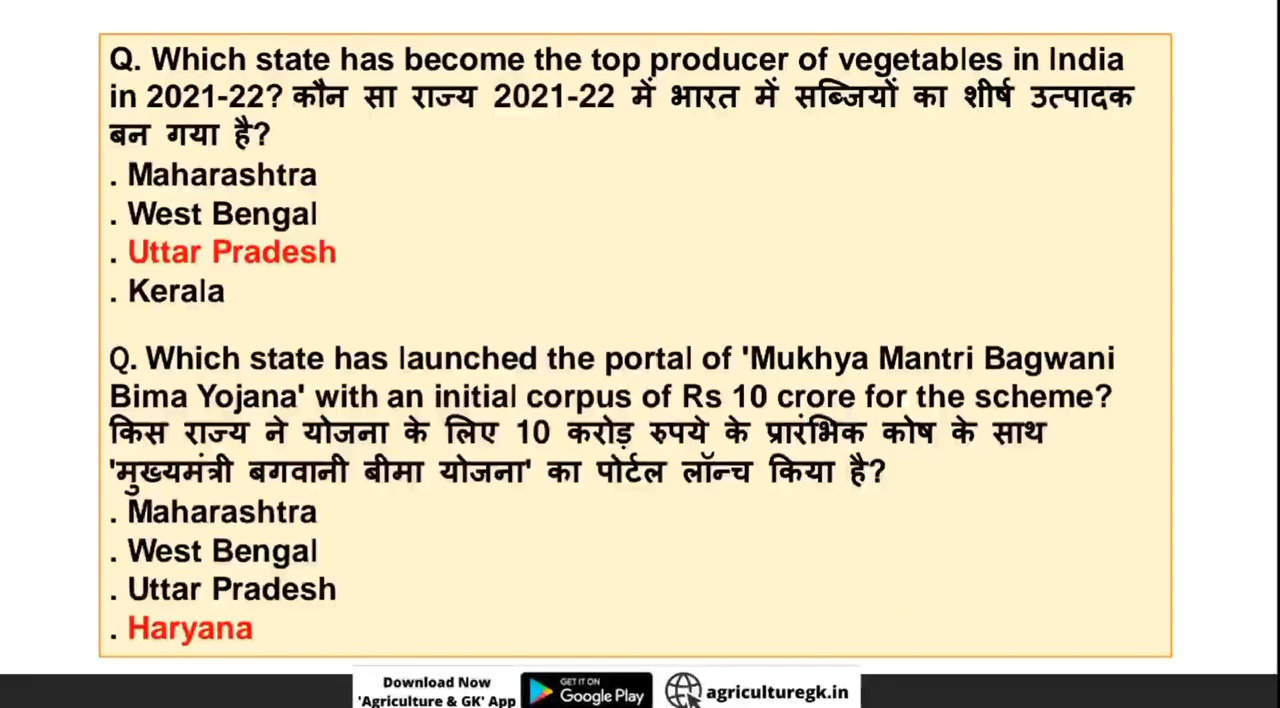 Q. Which state has become the top producer of vegetables in India
in 2021-22? कौन सा राज्य 2021-22 में भारत में सब्जियों का शीर्ष उत्पादक
बन गया है?
. Maharashtra
. West Bengal
. Uttar Pradesh
. Kerala
Q. Which state has launched the portal of 'Mukhya Mantri Bagwani
Bima Yojana' with an initial corpus of Rs 10 crore for the scheme?
किस राज्य ने योजना के लिए 10 करोड़ रुपये के प्रारंभिक कोष के साथ
'मुख्यमंत्री बगवानी बीमा योजना' का पोर्टल लॉन्च किया है?
. Maharashtra
. West Bengal
. Uttar Pradesh
. Haryana
Download Now
'Agriculture & GK' App
GET IT ON
Google Play
agriculturegk.in